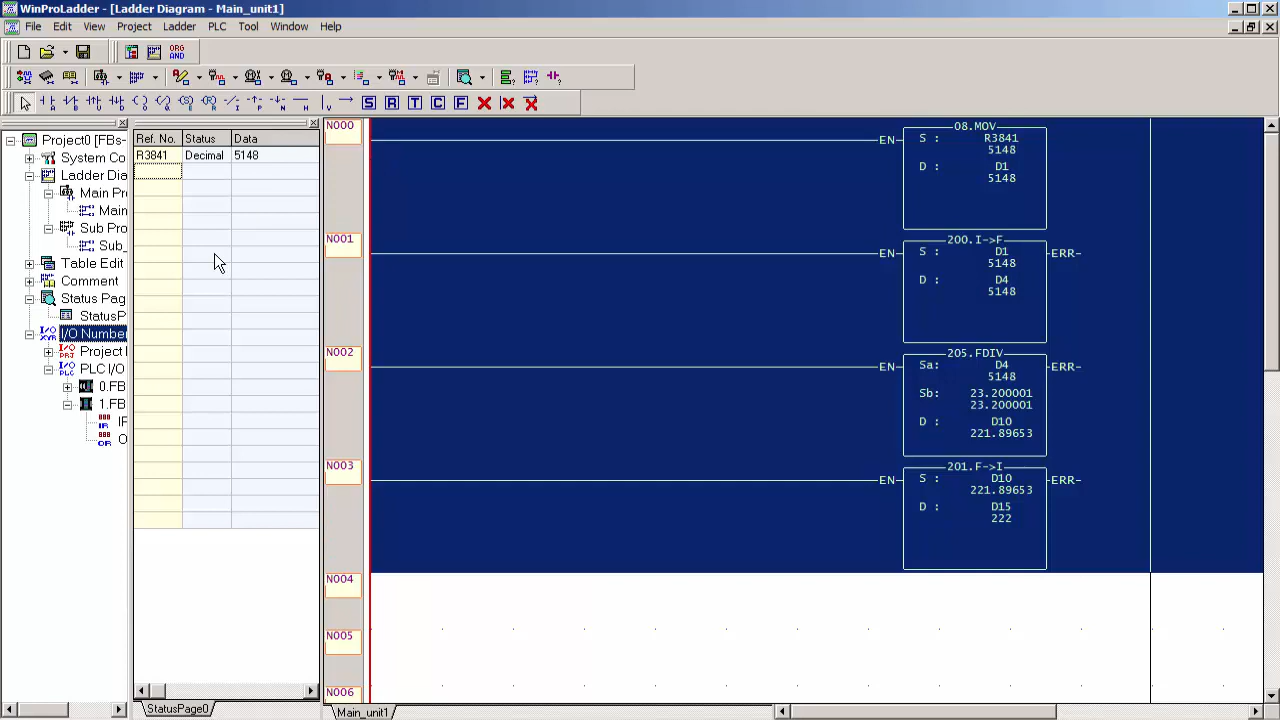 WinProLadder - [Ladder Diagram - Main_unit1]
File Edit View Project Ladder PLC Tool Window Help
ORG
AND
S R T C F
Ref. No. Status Data
R3841 Decimal 5148
Project0 [FBs-
System Co
Ladder Dia
Main Pr
Main
Sub Pro
Sub_
Table Edit
Comment
Status Pag
StatusP
I/O Number
Project I
PLC I/O
0.FB
1.FB
IR
OR
StatusPage0
N000
EN
08.MOV
S : R3841
5148
D : D1
5148
N001
EN
200.I->F
S : D1
5148
D : D4
5148
ERR
N002
EN
205.FDIV
Sa: D4
5148
Sb: 23.200001
23.200001
D : D10
221.89653
ERR
N003
EN
201.F->I
S : D10
221.89653
D : D15
222
ERR
N004
N005
N006
Main_unit1